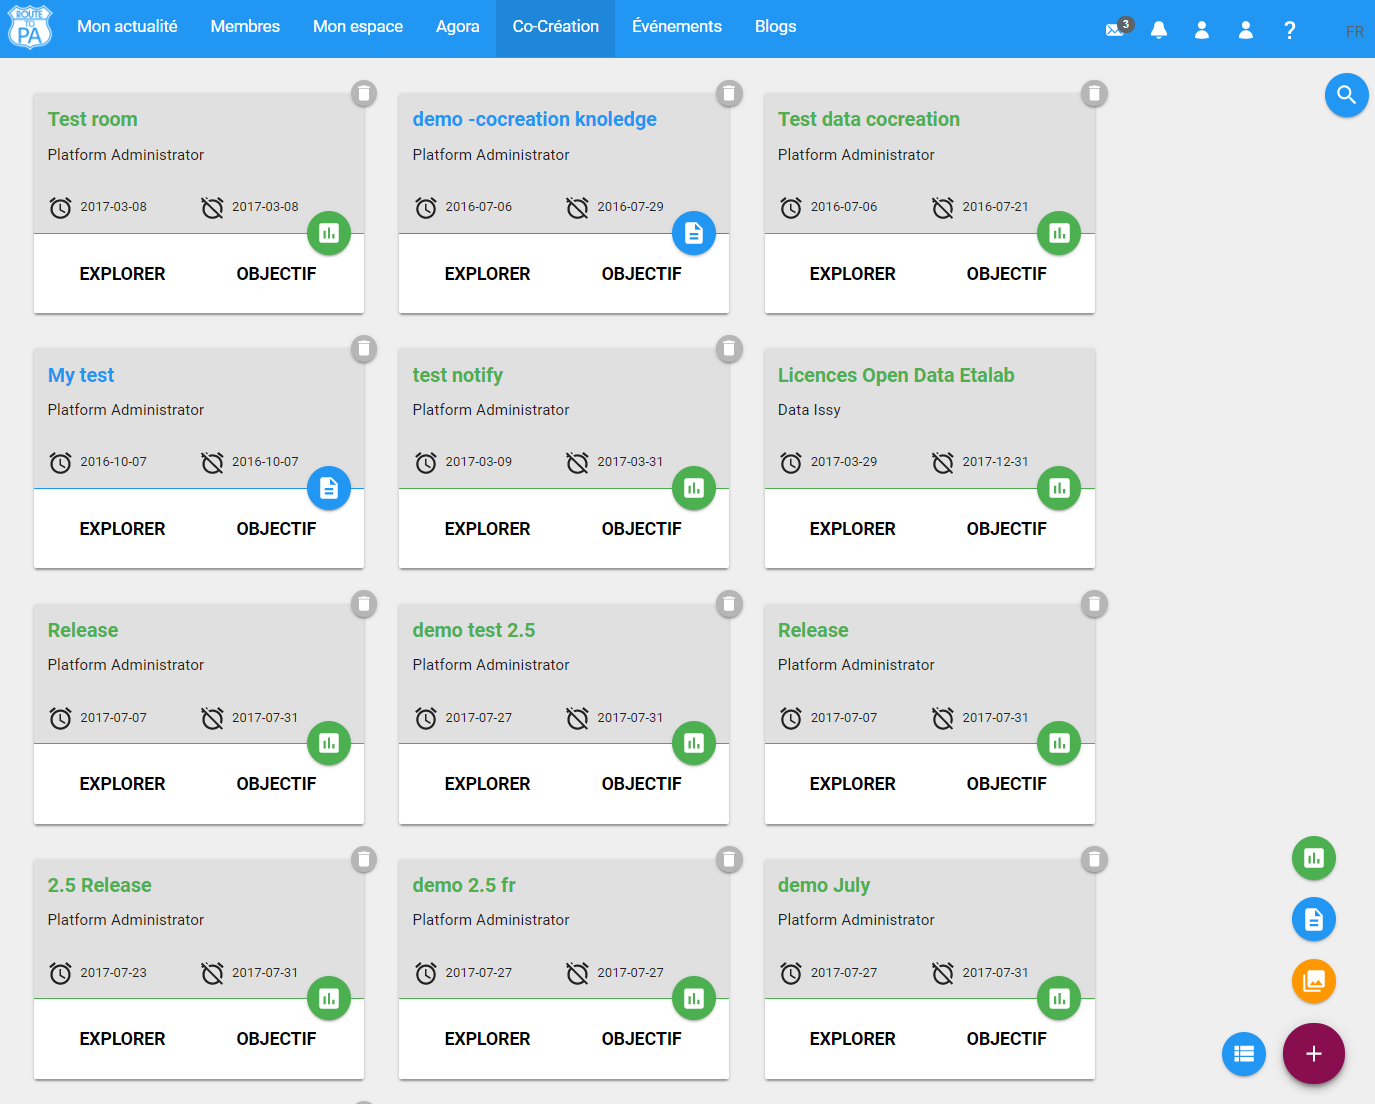 ROUTE
TO
PA
Mon actualité Membres Mon espace Agora Co-Création Événements Blogs 3 ? FR
Test room
Platform Administrator
2017-03-08 2017-03-08
EXPLORER OBJECTIF
demo -cocreation knoledge
Platform Administrator
2016-07-06 2016-07-29
EXPLORER OBJECTIF
Test data cocreation
Platform Administrator
2016-07-06 2016-07-21
EXPLORER OBJECTIF
My test
Platform Administrator
2016-10-07 2016-10-07
EXPLORER OBJECTIF
test notify
Platform Administrator
2017-03-09 2017-03-31
EXPLORER OBJECTIF
Licences Open Data Etalab
Data Issy
2017-03-29 2017-12-31
EXPLORER OBJECTIF
Release
Platform Administrator
2017-07-07 2017-07-31
EXPLORER OBJECTIF
demo test 2.5
Platform Administrator
2017-07-27 2017-07-31
EXPLORER OBJECTIF
Release
Platform Administrator
2017-07-07 2017-07-31
EXPLORER OBJECTIF
2.5 Release
Platform Administrator
2017-07-23 2017-07-31
EXPLORER OBJECTIF
demo 2.5 fr
Platform Administrator
2017-07-27 2017-07-27
EXPLORER OBJECTIF
demo July
Platform Administrator
2017-07-27 2017-07-31
EXPLORER OBJECTIF